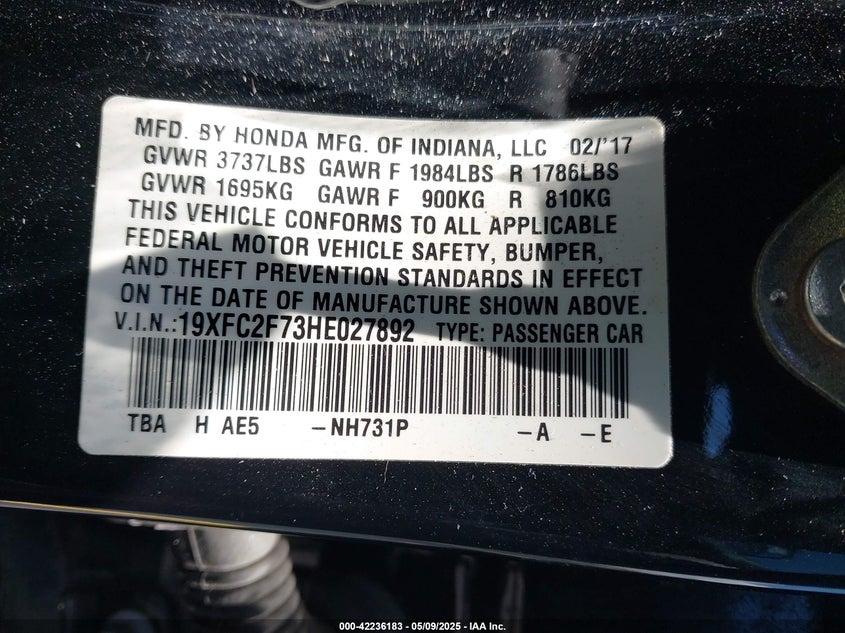 MFD. BY HONDA MFG. OF INDIANA, LLC 02/'17
GVWR 3737LBS GAWR F 1984LBS R 1786LBS
GVWR 1695KG GAWR F 900KG R 810KG
THIS VEHICLE CONFORMS TO ALL APPLICABLE
FEDERAL MOTOR VEHICLE SAFETY, BUMPER,
AND THEFT PREVENTION STANDARDS IN EFFECT
ON THE DATE OF MANUFACTURE SHOWN ABOVE.
V.I.N.:19XFC2F73HE027892 TYPE: PASSENGER CAR
TBA H AE5 -NH731P -A -E
000-42236183 - 05/09/2025 - IAA Inc.